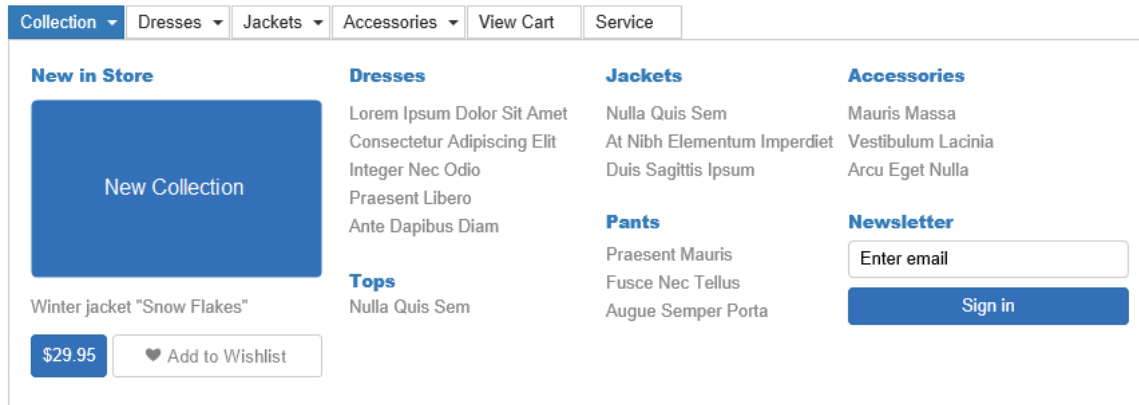 Collection
Dresses
Jackets
Accessories
View Cart
Service
New in Store
New Collection
Winter jacket "Snow Flakes"
$29.95
Add to Wishlist
Dresses
Lorem Ipsum Dolor Sit Amet
Consectetur Adipiscing Elit
Integer Nec Odio
Praesent Libero
Ante Dapibus Diam
Tops
Nulla Quis Sem
Jackets
Nulla Quis Sem
At Nibh Elementum Imperdiet
Duis Sagittis Ipsum
Pants
Praesent Mauris
Fusce Nec Tellus
Augue Semper Porta
Accessories
Mauris Massa
Vestibulum Lacinia
Arcu Eget Nulla
Newsletter
Enter email
Sign in